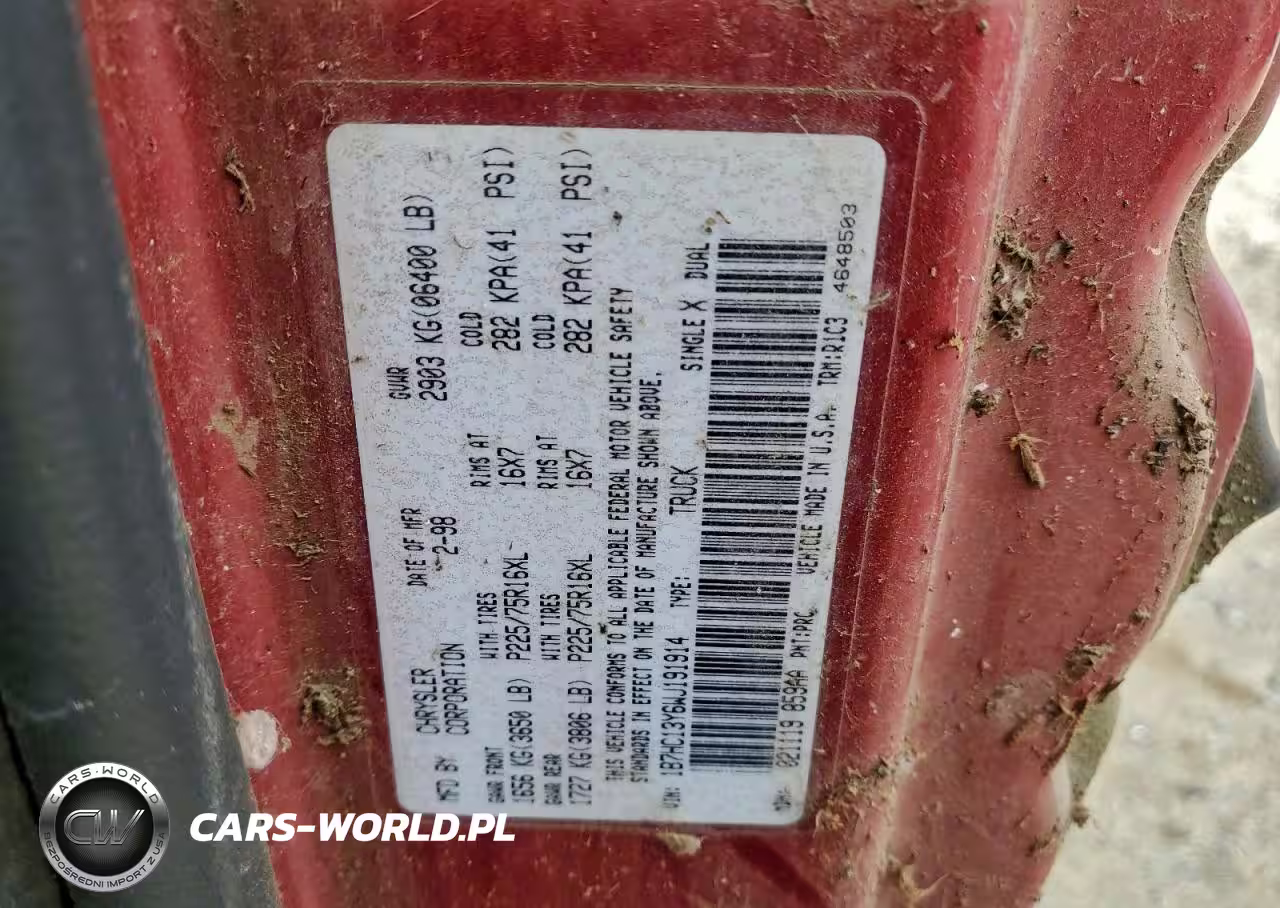 MFD BY: CHRYSLER CORPORATION DATE OF MFR 2-98 GVWR 2903 KG(06400 LB)
GAWR FRONT WITH TIRES RIMS AT COLD
1656 KG(3650 LB) P225/75R16XL 16X7 282 KPA(41 PSI)
GAWR REAR WITH TIRES RIMS AT COLD
1727 KG(3806 LB) P225/75R16XL 16X7 282 KPA(41 PSI)
THIS VEHICLE CONFORMS TO ALL APPLICABLE FEDERAL MOTOR VEHICLE SAFETY
STANDARDS IN EFFECT ON THE DATE OF MANUFACTURE SHOWN ABOVE.
VIN: 1B7HC13Y6WJ191914 TYPE: TRUCK SINGLE X DUAL
MDH: 021119 859AA PNT:PRC VEHICLE MADE IN U.S.A. TRM:R1C3 4648503
CARS-WORLD
CW
BEZPOŚREDNI IMPORT Z USA
CARS-WORLD.PL